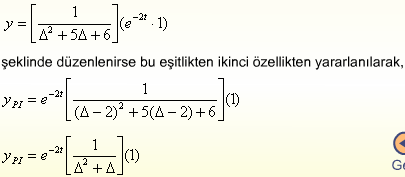 y = [ 1 / (Δ² + 5Δ + 6) ] (e^{-2t} · 1)
şeklinde düzenlenirse bu eşitlikten ikinci özellikten yararlanılarak,
y_{PI} = e^{-2t} [ 1 / ((Δ − 2)² + 5(Δ − 2) + 6) ] (1)
y_{PI} = e^{-2t} [ 1 / (Δ² + Δ) ] (1)
Ge